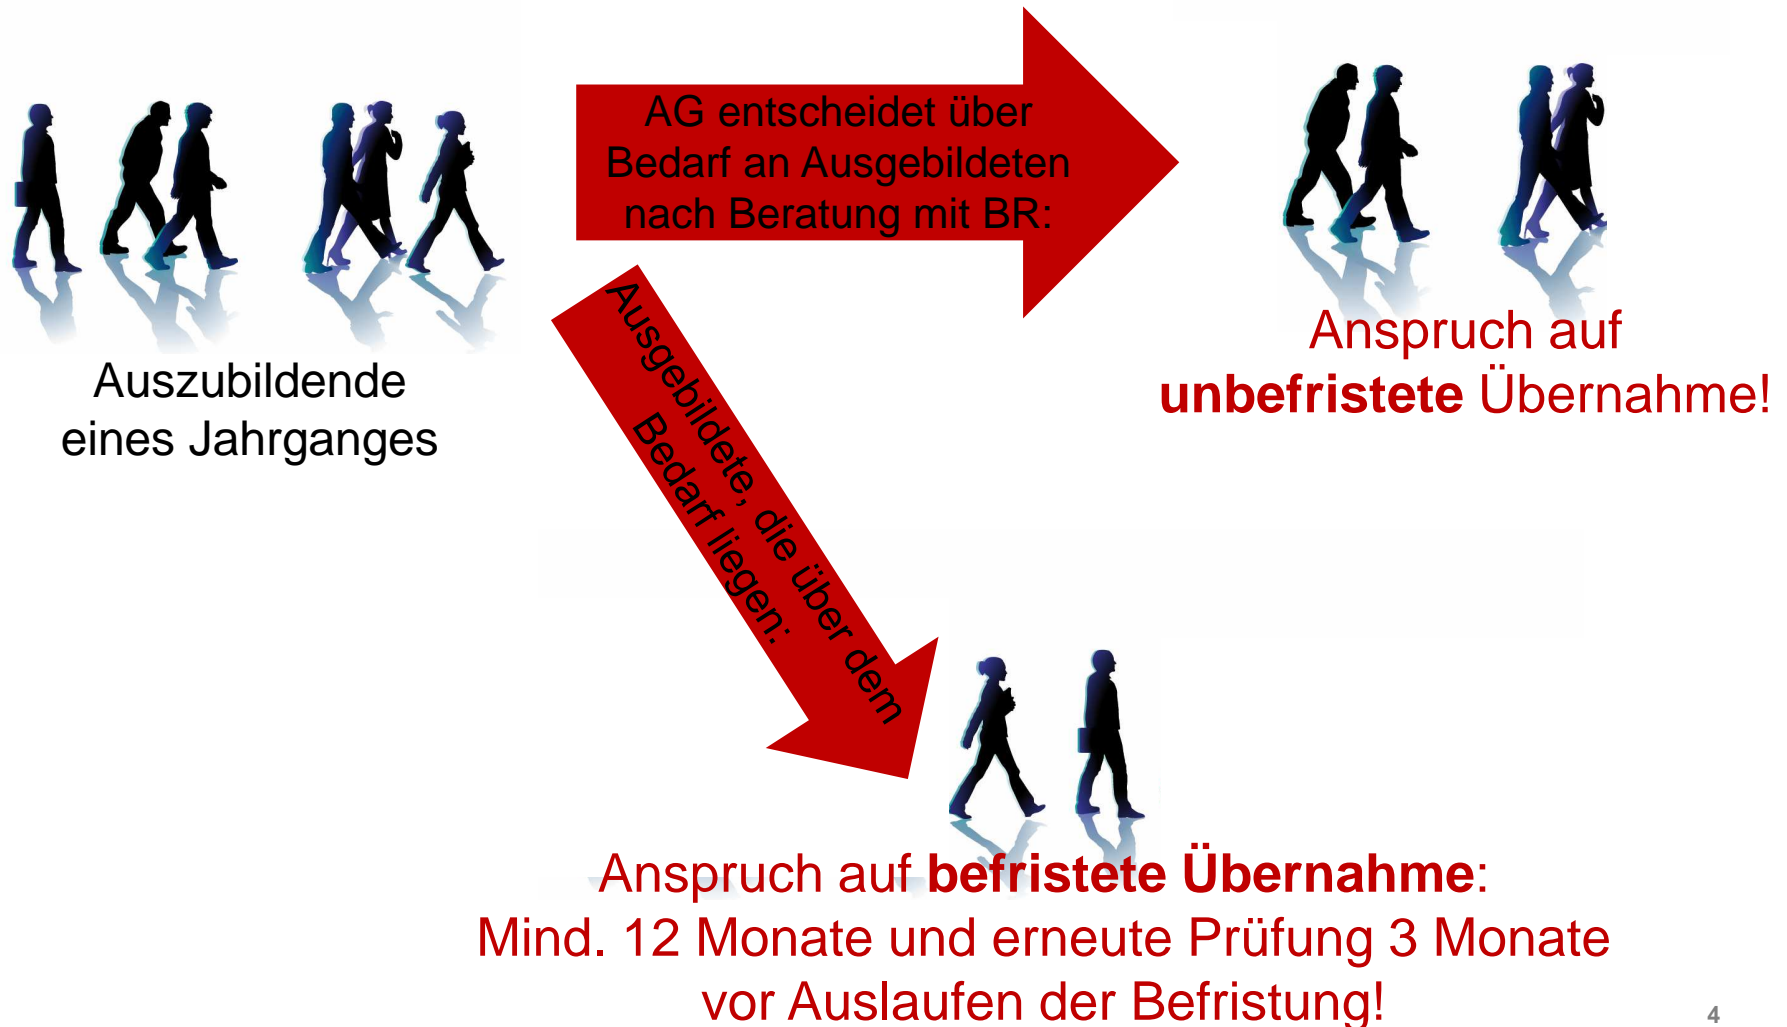 AG entscheidet über
Bedarf an Ausgebildeten
nach Beratung mit BR:
Auszubildende
eines Jahrganges
Anspruch auf
unbefristete Übernahme!
Ausgebildete, die über dem
Bedarf liegen:
Anspruch auf befristete Übernahme:
Mind. 12 Monate und erneute Prüfung 3 Monate
vor Auslaufen der Befristung!
4